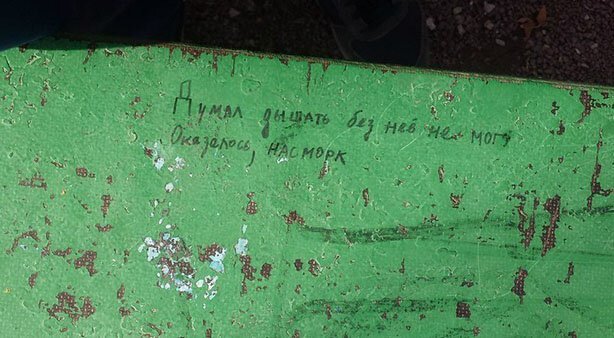 Думал дышать без неё не могу
Оказалось, насморк